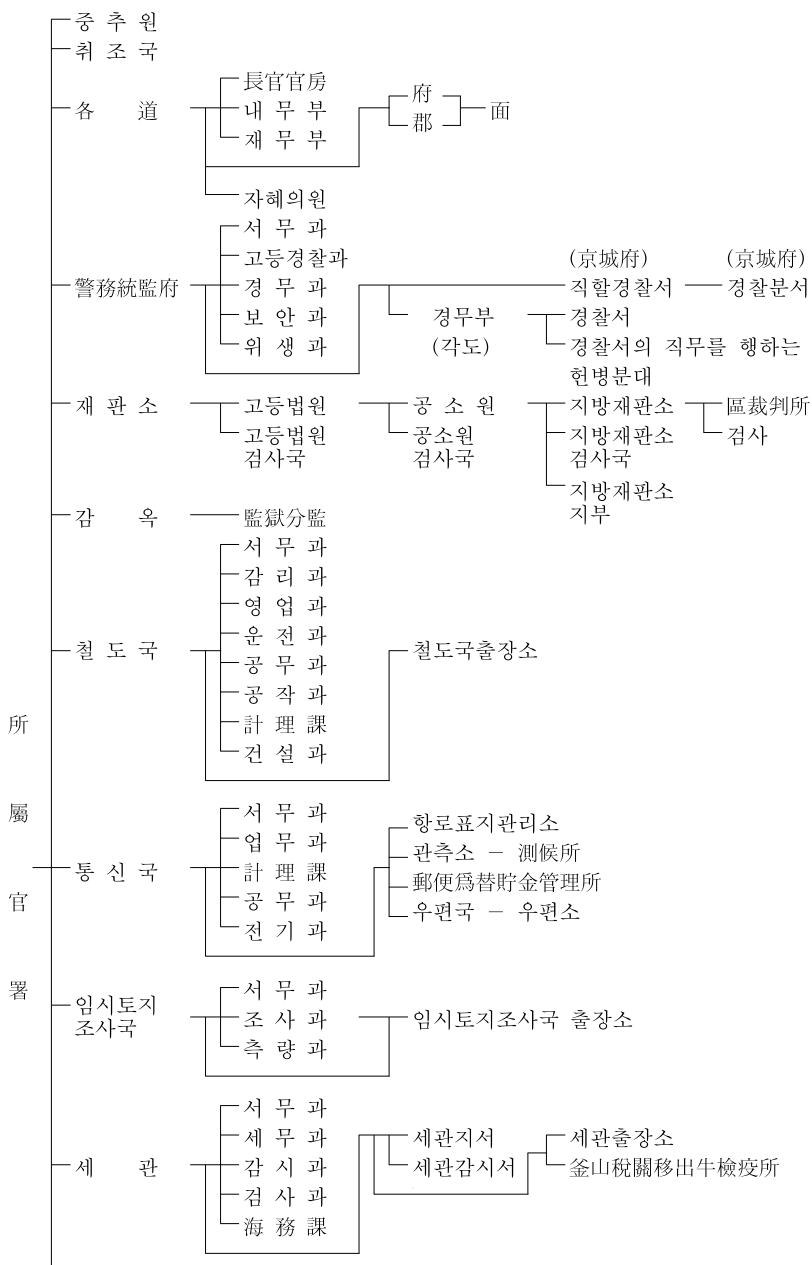 중 추 원
취 조 국
各 道
長官官房
내 무 부
재 무 부
府
郡
面
자혜의원
警務統監府
서 무 과
고등경찰과
경 무 과
보 안 과
위 생 과
(京城府)
직할경찰서
(京城府)
경찰분서
경무부
(각도)
경찰서
경찰서의 직무를 행하는
헌병분대
재 판 소
고등법원
고등법원
검사국
공 소 원
공소원
검사국
지방재판소
지방재판소
검사국
지방재판소
지부
區裁判所
검사
감 옥
監獄分監
철 도 국
서 무 과
감 리 과
영 업 과
운 전 과
공 무 과
공 작 과
計 理 課
건 설 과
철도국출장소
所 屬 官 署
통 신 국
서 무 과
업 무 과
計 理 課
공 무 과
전 기 과
항로표지관리소
관측소 － 測候所
郵便爲替貯金管理所
우편국 － 우편소
임시토지
조사국
서 무 과
조 사 과
측 량 과
임시토지조사국 출장소
세 관
서 무 과
세 무 과
감 시 과
검 사 과
海 務 課
세관지서
세관감시서
세관출장소
釜山稅關移出牛檢疫所